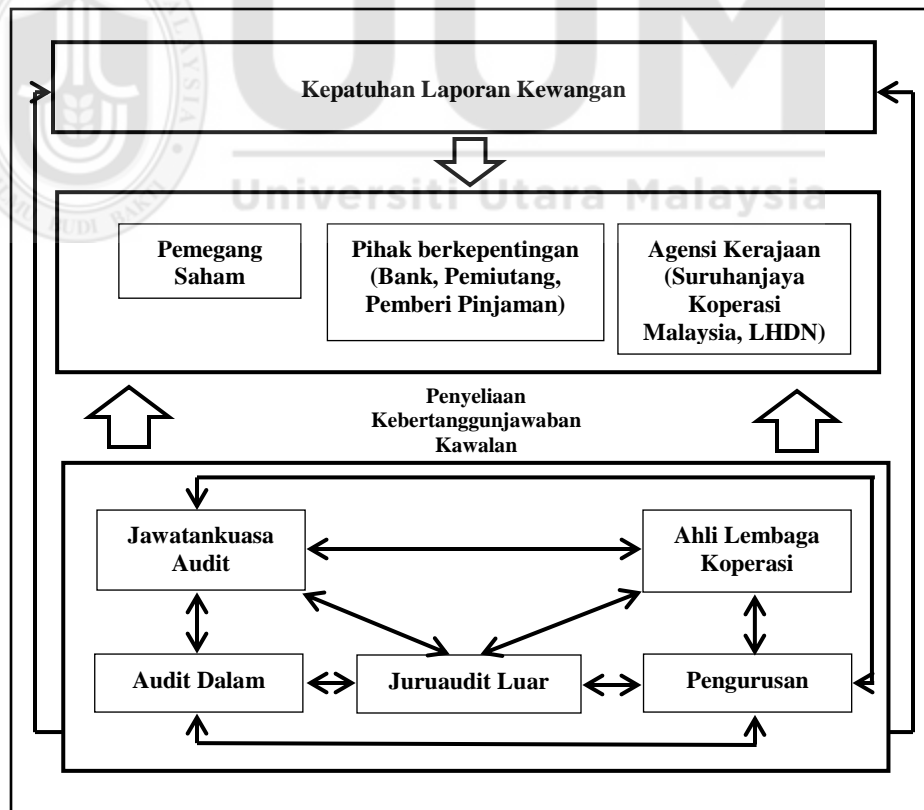 Kepatuhan Laporan Kewangan
UUM
Universiti Utara Malaysia
Pemegang
Saham
Pihak berkepentingan
(Bank, Pemiutang,
Pemberi Pinjaman)
Agensi Kerajaan
(Suruhanjaya
Koperasi
Malaysia, LHDN)
Penyeliaan
Kebertanggunjawaban
Kawalan
Jawatankuasa
Audit
Ahli Lembaga
Koperasi
Audit Dalam
Juruaudit Luar
Pengurusan